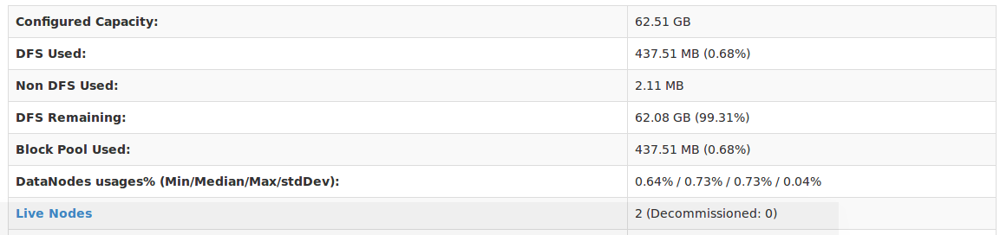 Configured Capacity: 62.51 GB
DFS Used: 437.51 MB (0.68%)
Non DFS Used: 2.11 MB
DFS Remaining: 62.08 GB (99.31%)
Block Pool Used: 437.51 MB (0.68%)
DataNodes usages% (Min/Median/Max/stdDev): 0.64% / 0.73% / 0.73% / 0.04%
Live Nodes 2 (Decommissioned: 0)